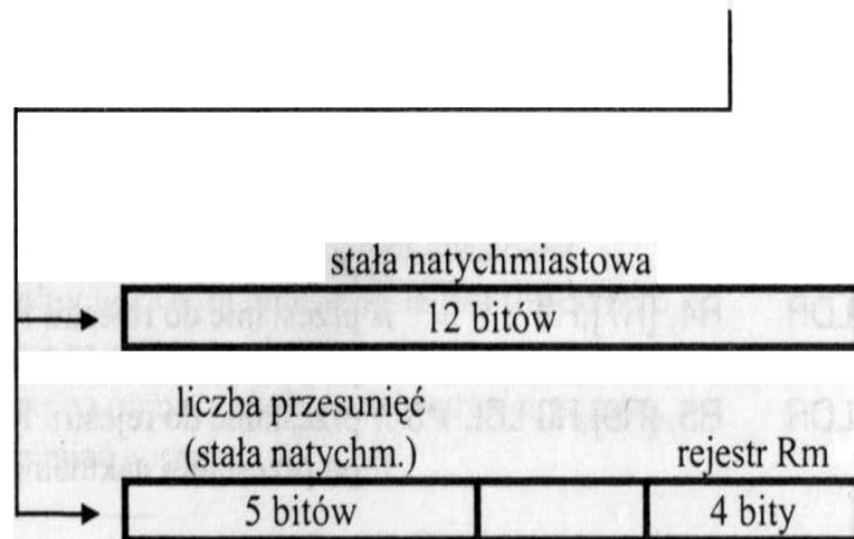 stała natychmiastowa
12 bitów
liczba przesunięć
(stała natychm.)
rejestr Rm
5 bitów
4 bity